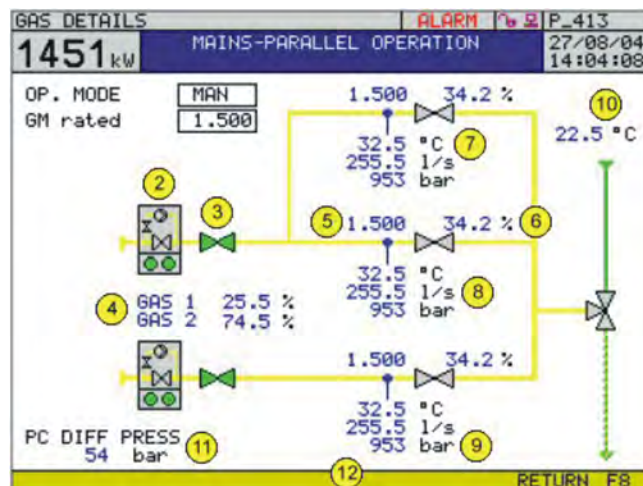 GAS DETAILS ALARM P_413
1451 kW MAINS-PARALLEL OPERATION 27/08/04
14:04:08
OP. MODE MAN 1.500 34.2 % 10
GM rated 1.500 22.5 °C
32.5 °C 7
255.5 l/s
953 bar
2
3
5 1.500 34.2 % 6
32.5 °C
255.5 l/s 8
953 bar
4 GAS 1 25.5 %
GAS 2 74.5 %
1.500 34.2 %
32.5 °C
255.5 l/s
953 bar 9
PC DIFF PRESS 11
54 bar
12 RETURN F8